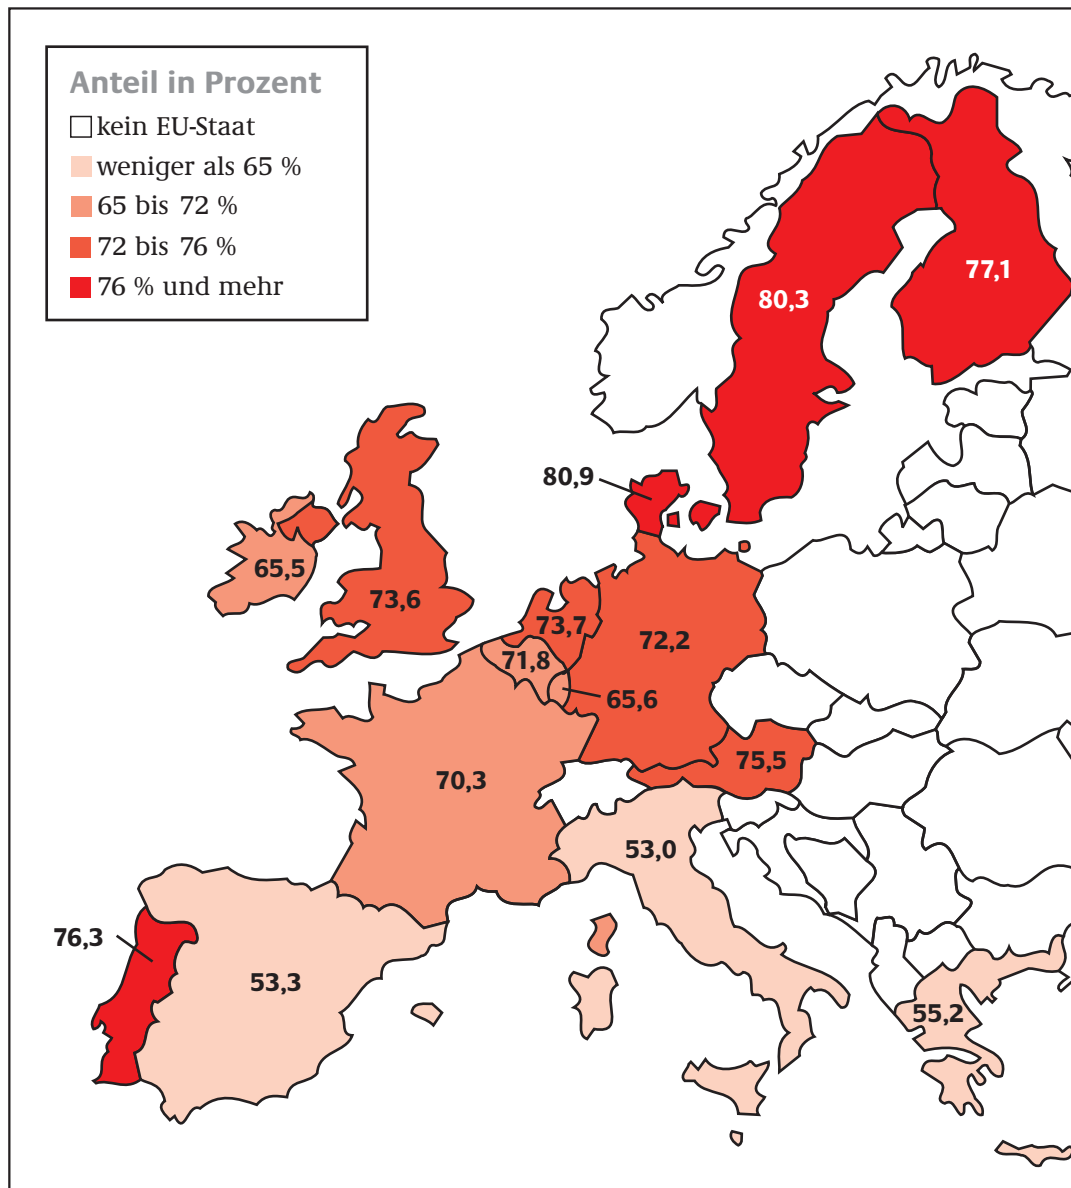 Anteil in Prozent
kein EU-Staat
weniger als 65 %
65 bis 72 %
72 bis 76 %
76 % und mehr
77,1
80,3
80,9
65,5
73,6
73,7
72,2
71,8
65,6
75,5
70,3
53,0
76,3
53,3
55,2